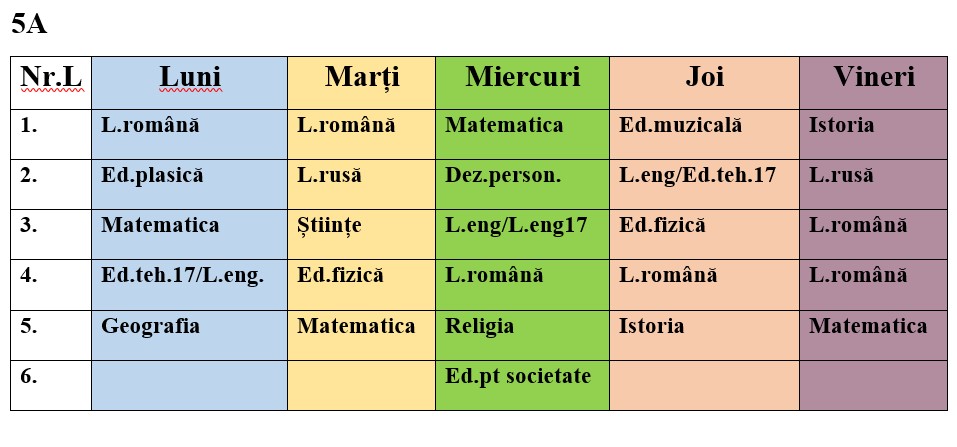 5A
Nr.L Luni Marți Miercuri Joi Vineri
1. L.română L.română Matematica Ed.muzicală Istoria
2. Ed.plasică L.rusă Dez.person. L.eng/Ed.teh.17 L.rusă
3. Matematica Științe L.eng/L.eng17 Ed.fizică L.română
4. Ed.teh.17/L.eng. Ed.fizică L.română L.română L.română
5. Geografia Matematica Religia Istoria Matematica
6. Ed.pt societate